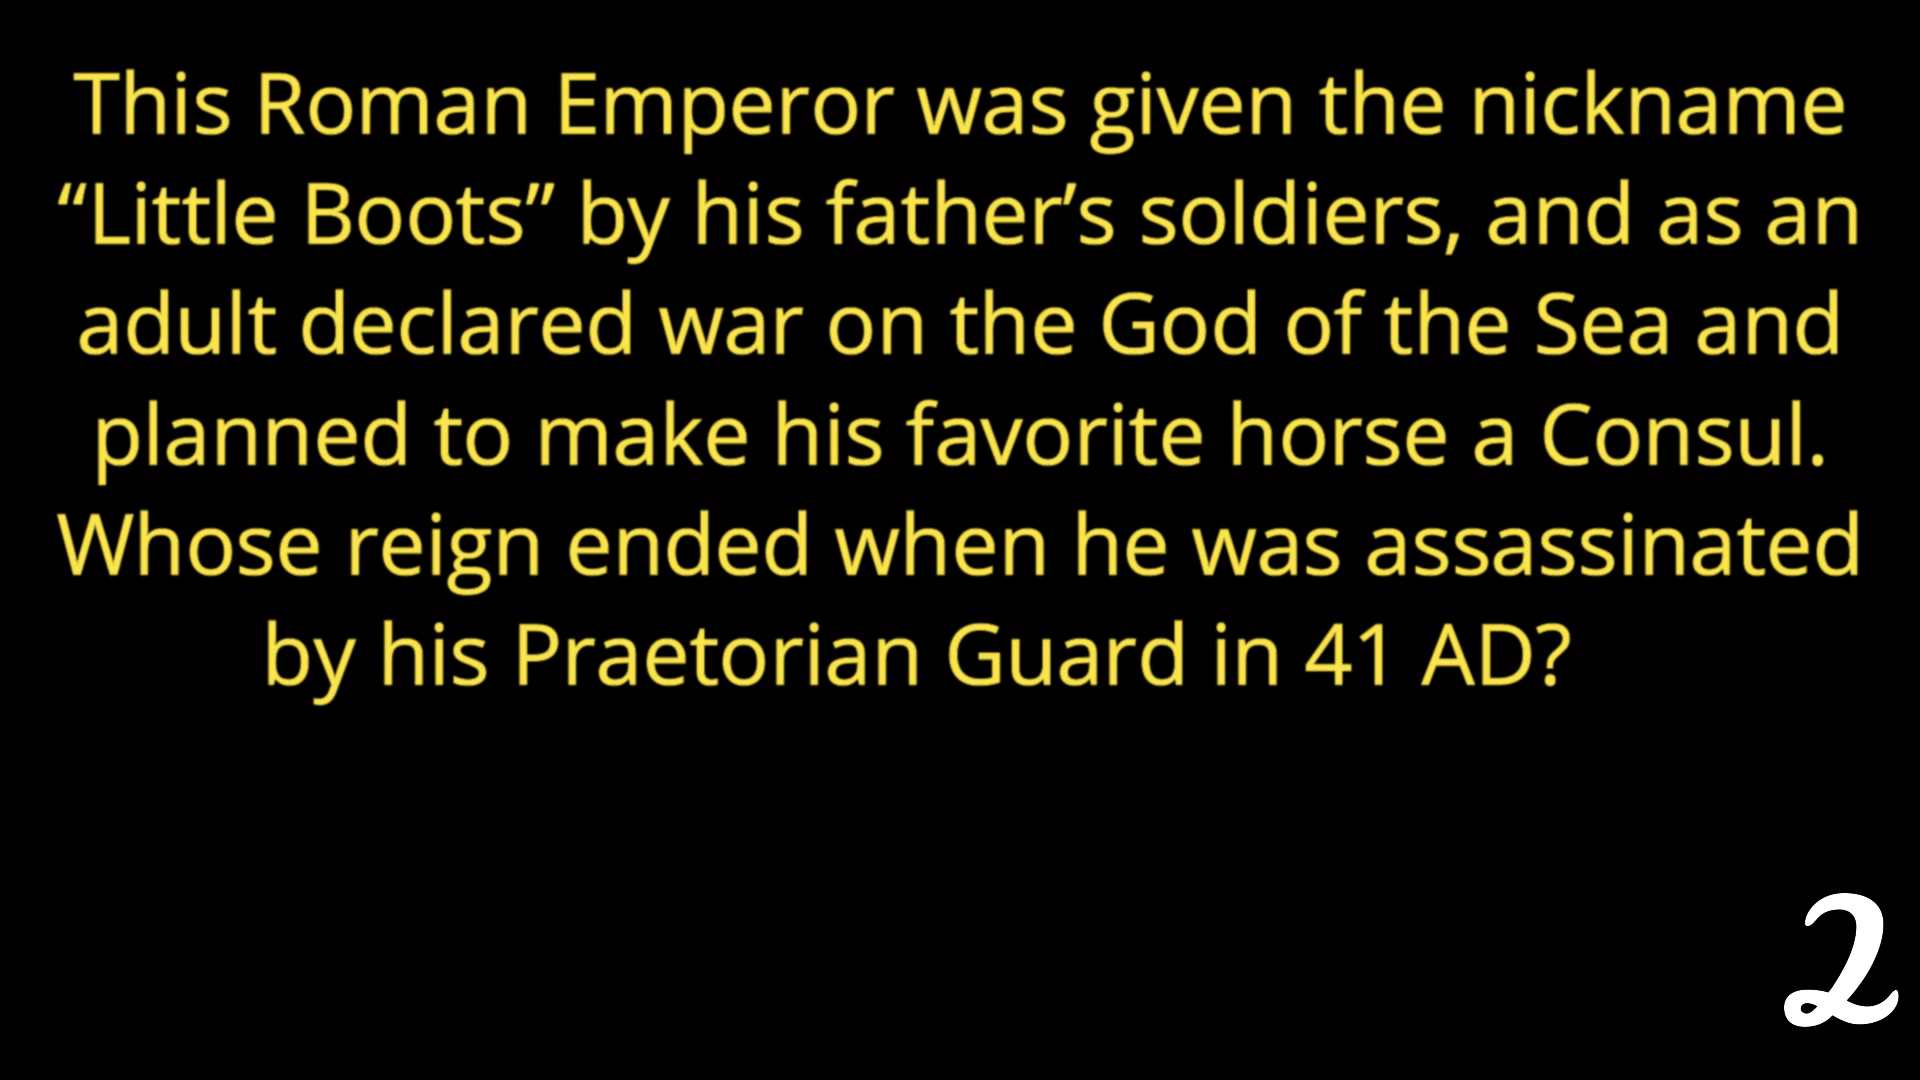 This Roman Emperor was given the nickname
“Little Boots” by his father’s soldiers, and as an
adult declared war on the God of the Sea and
planned to make his favorite horse a Consul.
Whose reign ended when he was assassinated
by his Praetorian Guard in 41 AD?
2